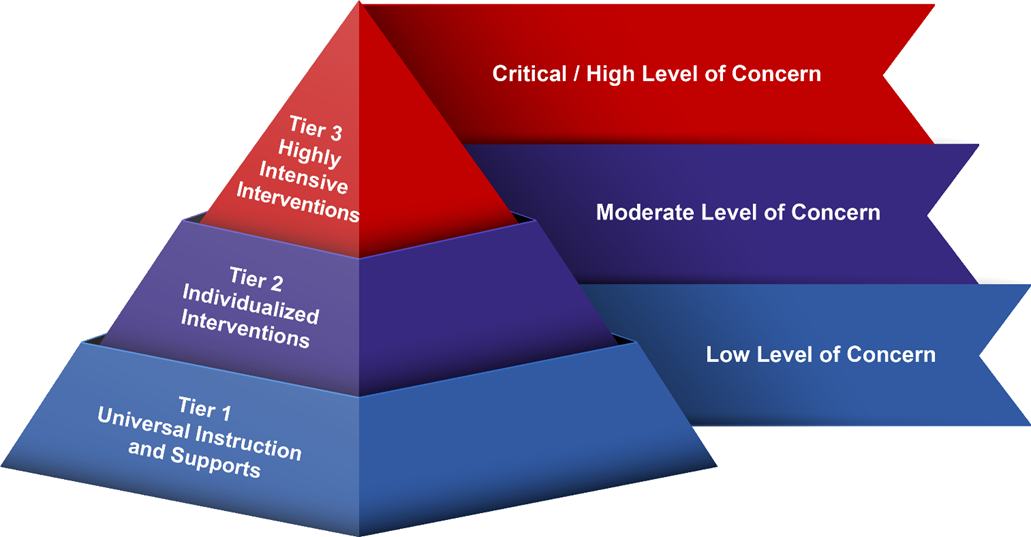 Critical / High Level of Concern
Tier 3
Highly
Intensive
Interventions
Moderate Level of Concern
Tier 2
Individualized
Interventions
Low Level of Concern
Tier 1
Universal Instruction
and Supports